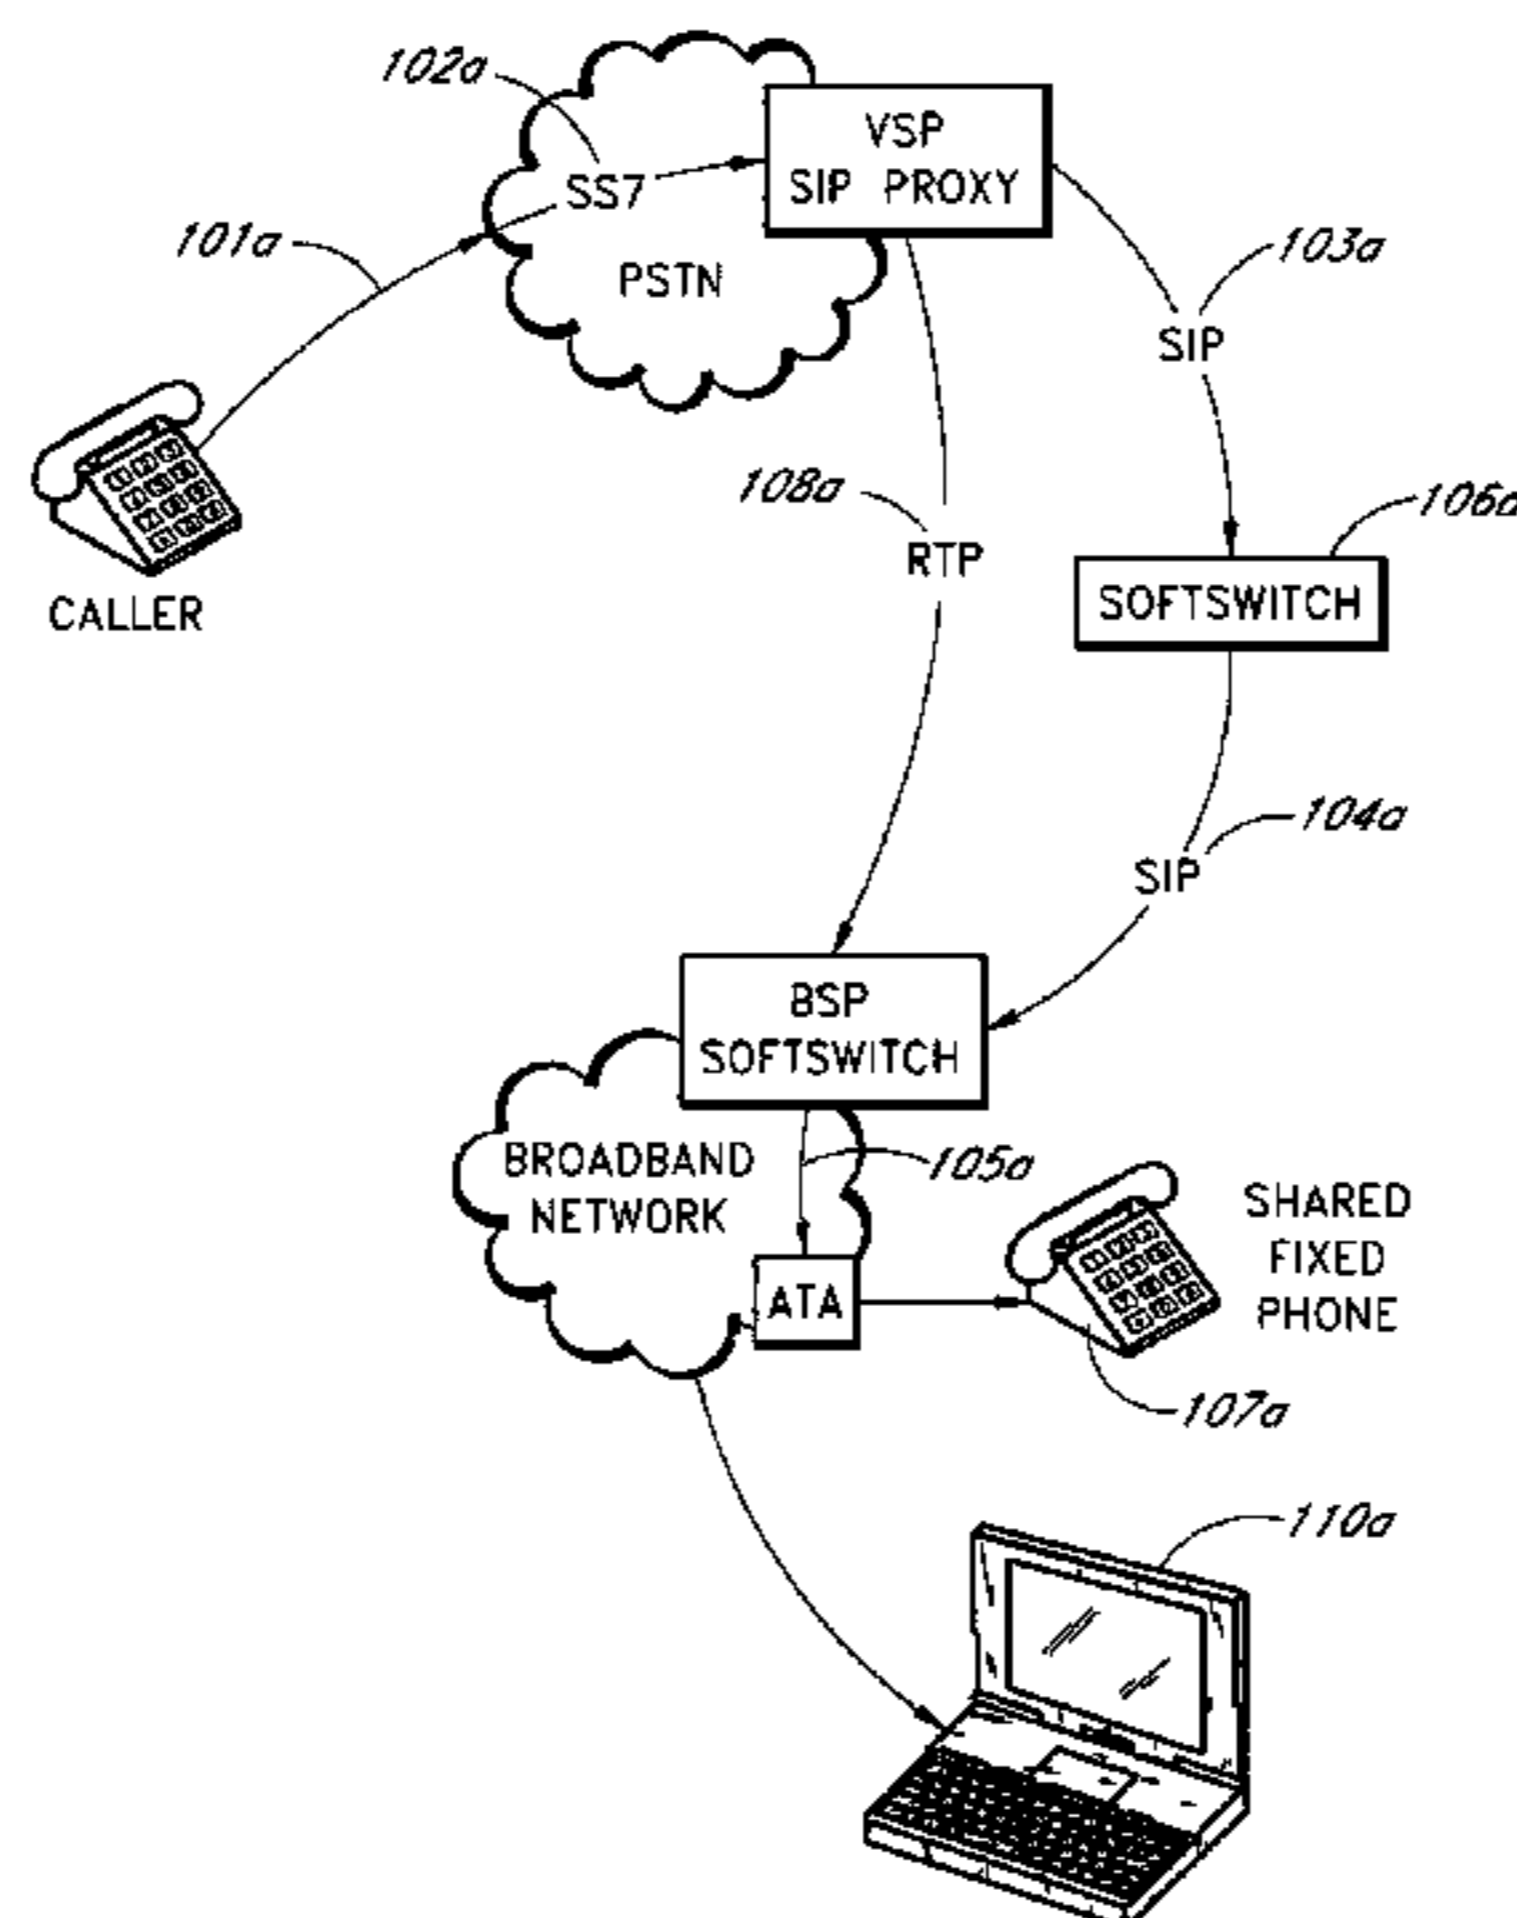 102a
VSP
SIP PROXY
SS7
101a
103a
PSTN
SIP
108a
106a
RTP
SOFTSWITCH
CALLER
104a
SIP
BSP
SOFTSWITCH
BROADBAND
NETWORK
105a
SHARED
FIXED
PHONE
ATA
107a
110a